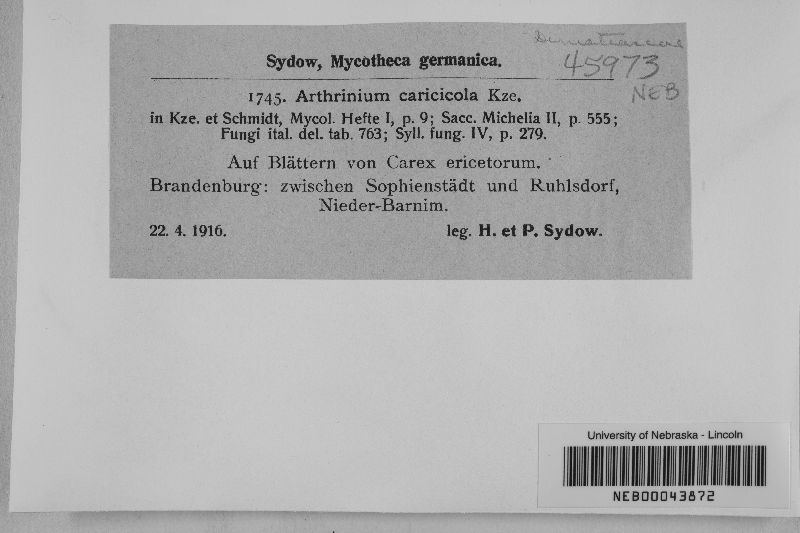 Dematiaceae
45973
NEB
Sydow, Mycotheca germanica.
1745. Arthrinium caricicola Kze.
in Kze. et Schmidt, Mycol. Hefte I, p. 9; Sacc. Michelia II, p. 555;
Fungi ital. del. tab. 763; Syll. fung. IV, p. 279.
Auf Blättern von Carex ericetorum.
Brandenburg: zwischen Sophienstädt und Ruhlsdorf,
Nieder-Barnim.
22. 4. 1916. leg. H. et P. Sydow.
University of Nebraska - Lincoln
NEB00043872